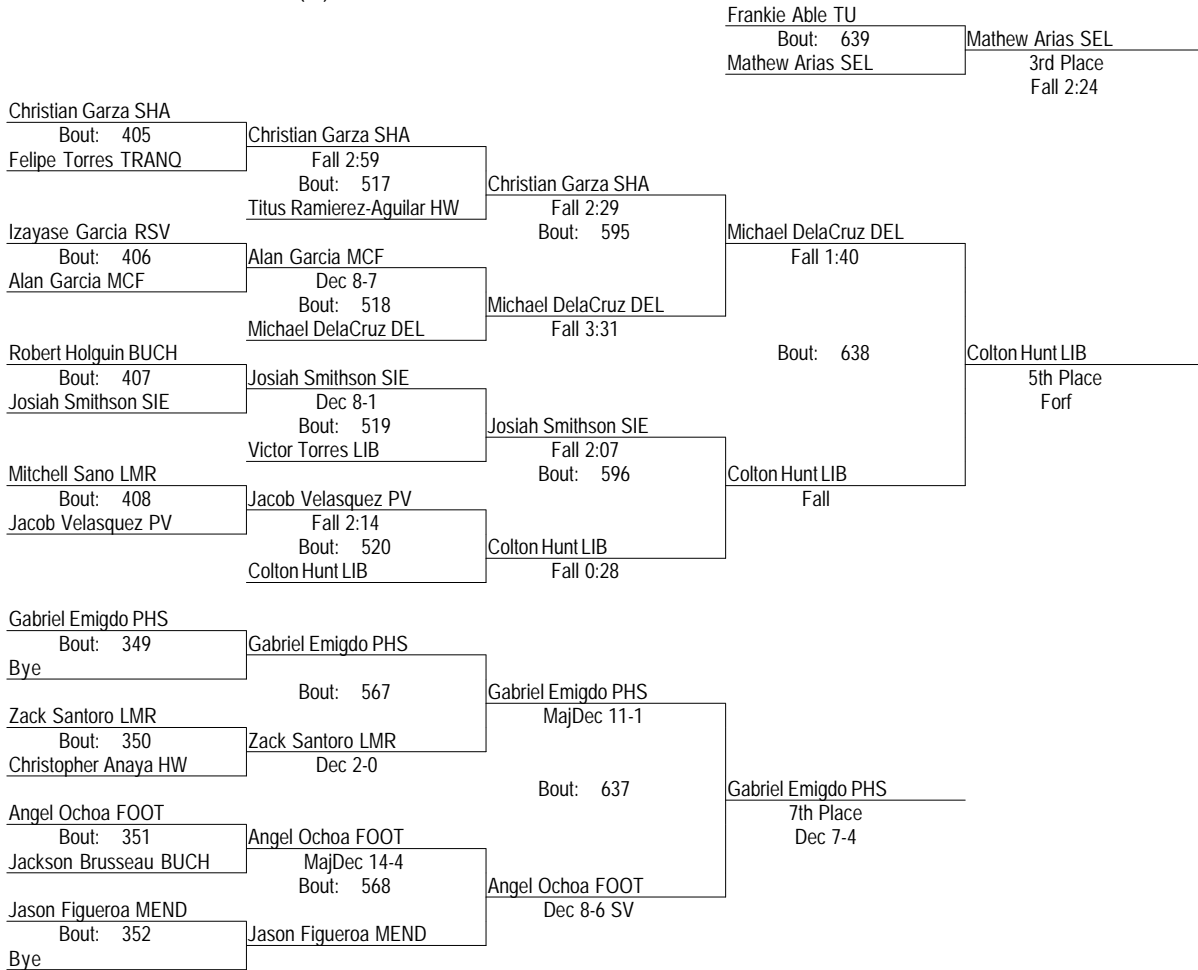 Frankie Able TU
Bout: 639
Mathew Arias SEL
Mathew Arias SEL
3rd Place
Fall 2:24
Christian Garza SHA
Bout: 405
Felipe Torres TRANQ
Christian Garza SHA
Fall 2:59
Bout: 517
Titus Ramierez-Aguilar HW
Christian Garza SHA
Fall 2:29
Bout: 595
Izayase Garcia RSV
Bout: 406
Alan Garcia MCF
Alan Garcia MCF
Dec 8-7
Bout: 518
Michael DelaCruz DEL
Michael DelaCruz DEL
Fall 3:31
Michael DelaCruz DEL
Fall 1:40
Bout: 638
Robert Holguin BUCH
Bout: 407
Josiah Smithson SIE
Josiah Smithson SIE
Dec 8-1
Bout: 519
Victor Torres LIB
Josiah Smithson SIE
Fall 2:07
Bout: 596
Mitchell Sano LMR
Bout: 408
Jacob Velasquez PV
Jacob Velasquez PV
Fall 2:14
Bout: 520
Colton Hunt LIB
Colton Hunt LIB
Fall 0:28
Colton Hunt LIB
Fall
Colton Hunt LIB
5th Place
Forf
Gabriel Emigdo PHS
Bout: 349
Bye
Gabriel Emigdo PHS
Bout: 567
Zack Santoro LMR
Bout: 350
Christopher Anaya HW
Zack Santoro LMR
Dec 2-0
Gabriel Emigdo PHS
MajDec 11-1
Bout: 637
Angel Ochoa FOOT
Bout: 351
Jackson Brusseau BUCH
Angel Ochoa FOOT
MajDec 14-4
Bout: 568
Jason Figueroa MEND
Bout: 352
Bye
Jason Figueroa MEND
Angel Ochoa FOOT
Dec 8-6 SV
Gabriel Emigdo PHS
7th Place
Dec 7-4